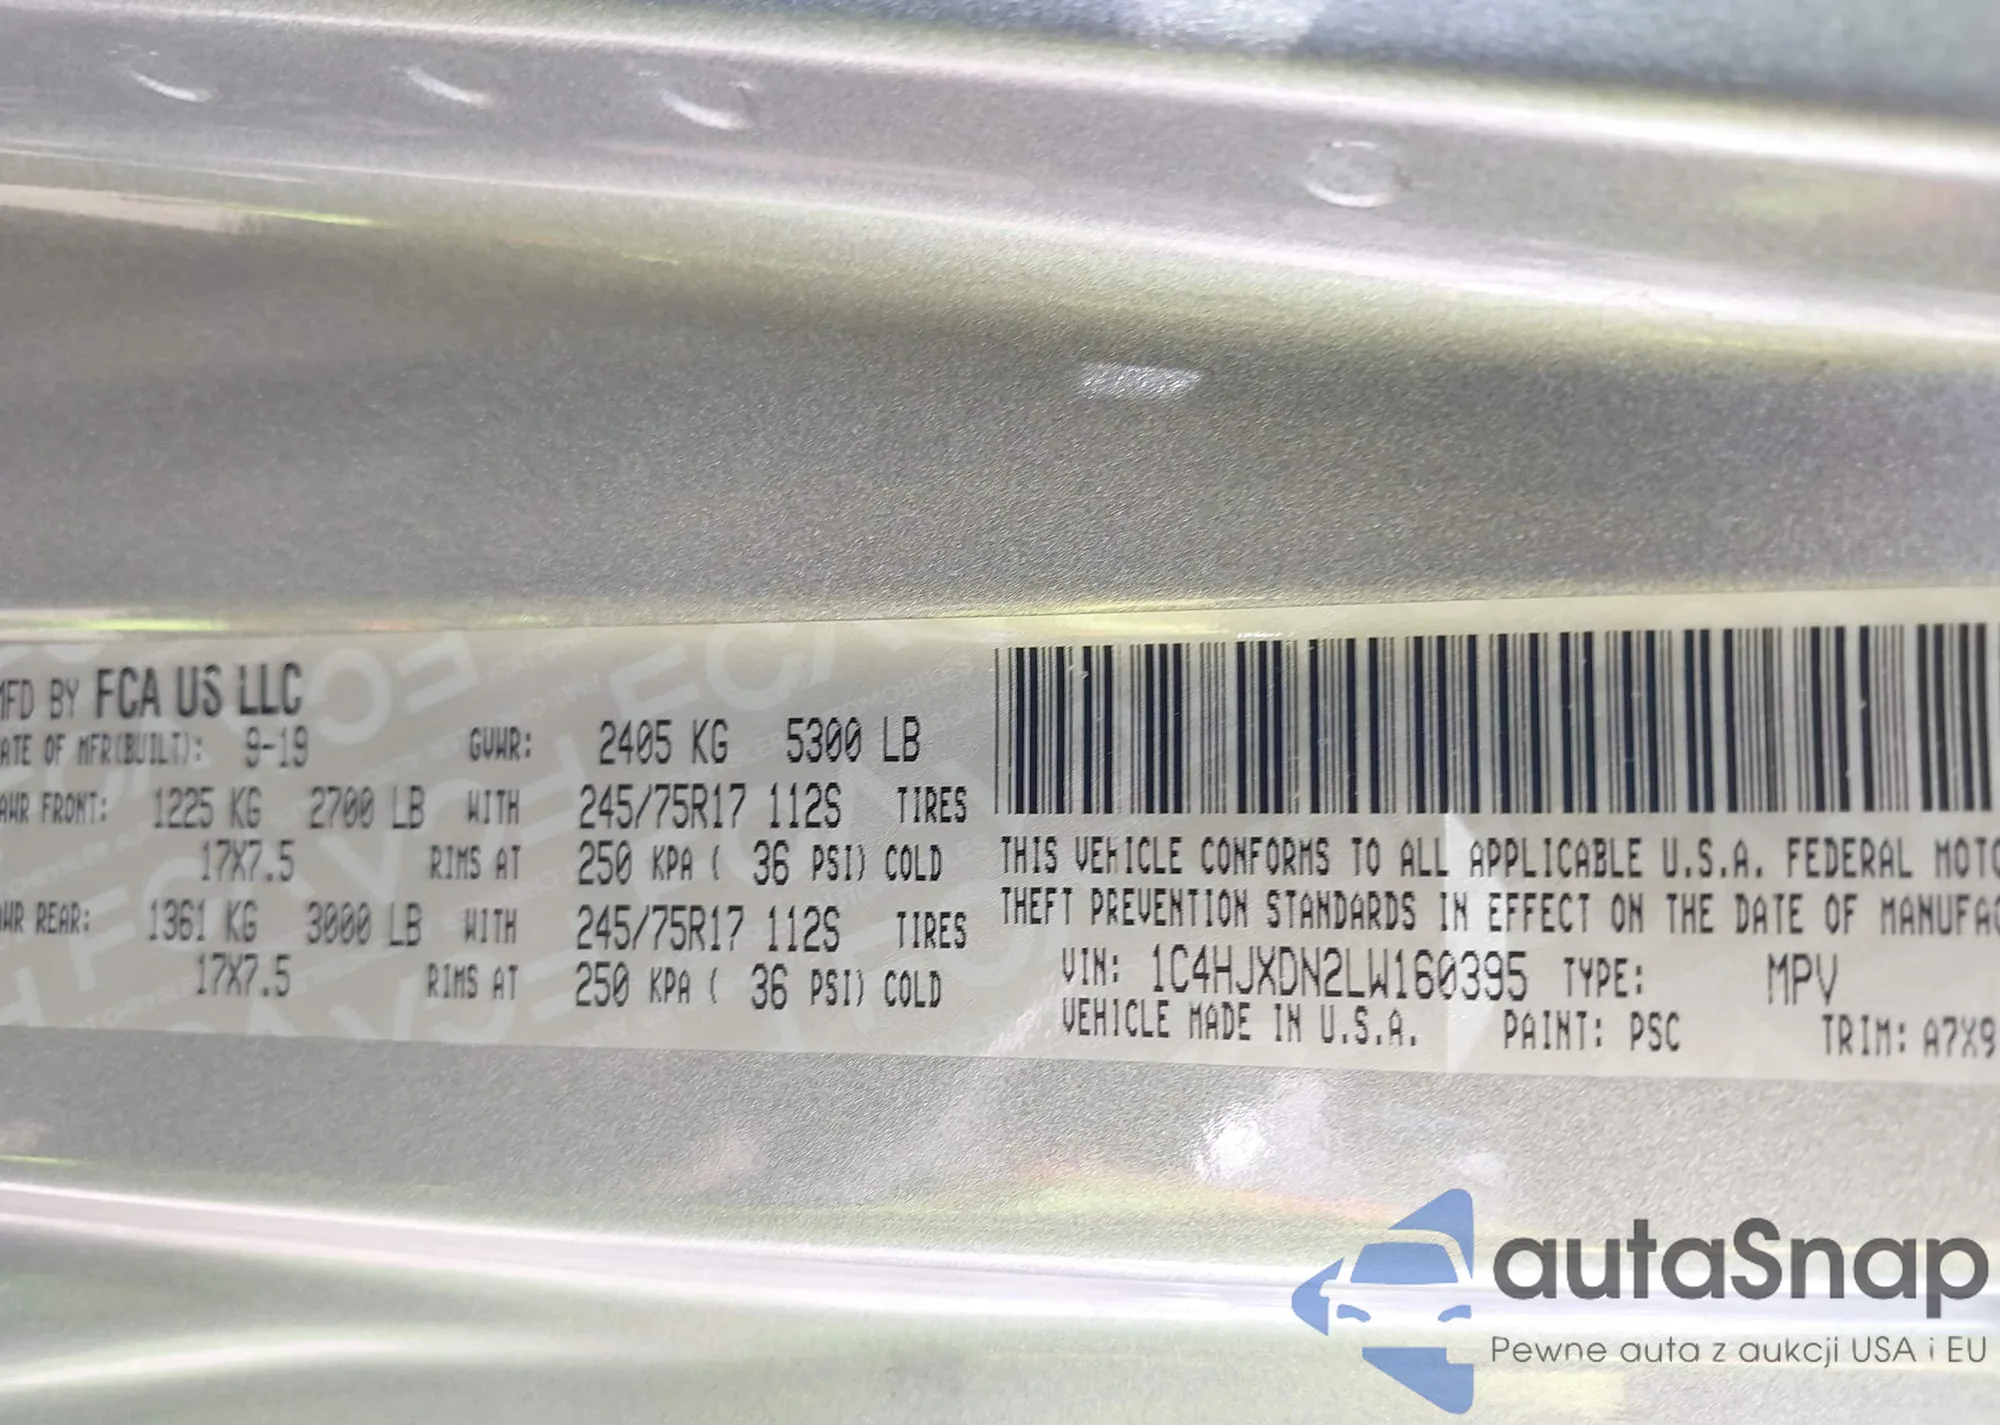 MFD BY FCA US LLC
DATE OF MFR(BUILT): 9-19 GVWR: 2405 KG 5300 LB
AWR FRONT: 1225 KG 2700 LB WITH 245/75R17 112S TIRES
17X7.5 RIMS AT 250 KPA ( 36 PSI) COLD
AWR REAR: 1361 KG 3000 LB WITH 245/75R17 112S TIRES
17X7.5 RIMS AT 250 KPA ( 36 PSI) COLD
THIS VEHICLE CONFORMS TO ALL APPLICABLE U.S.A. FEDERAL MOTO
THEFT PREVENTION STANDARDS IN EFFECT ON THE DATE OF MANUFAC
VIN: 1C4HJXDN2LW160395 TYPE: MPV
VEHICLE MADE IN U.S.A. PAINT: PSC TRIM: A7X9
autaSnap
Pewne auta z aukcji USA i EU